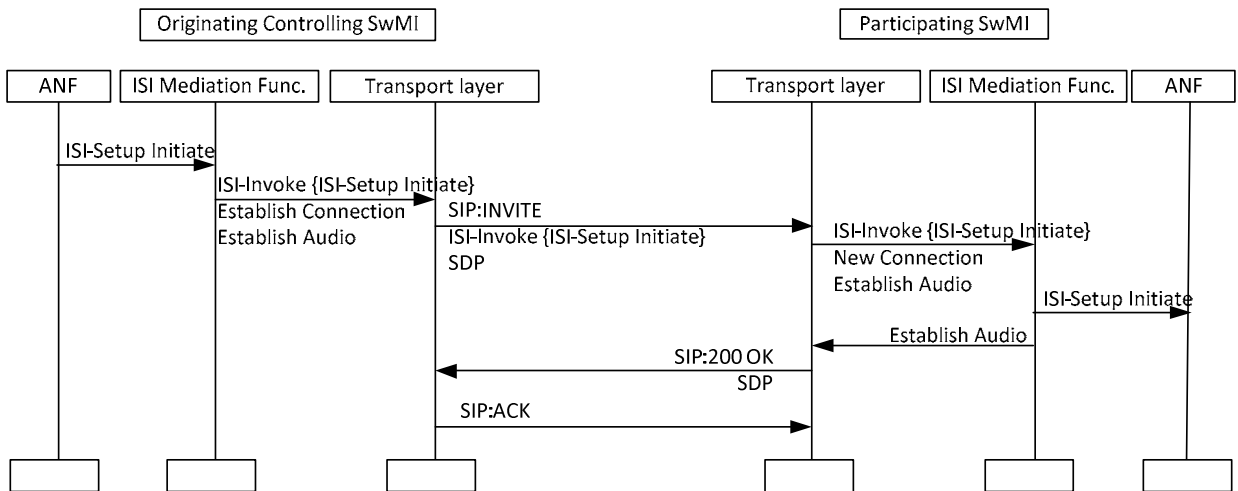 Originating Controlling SwMI
Participating SwMI
ANF
ISI Mediation Func.
Transport layer
Transport layer
ISI Mediation Func.
ANF
ISI-Setup Initiate
ISI-Invoke {ISI-Setup Initiate}
Establish Connection
Establish Audio
SIP:INVITE
ISI-Invoke {ISI-Setup Initiate}
SDP
ISI-Invoke {ISI-Setup Initiate}
New Connection
Establish Audio
ISI-Setup Initiate
Establish Audio
SIP:200 OK
SDP
SIP:ACK